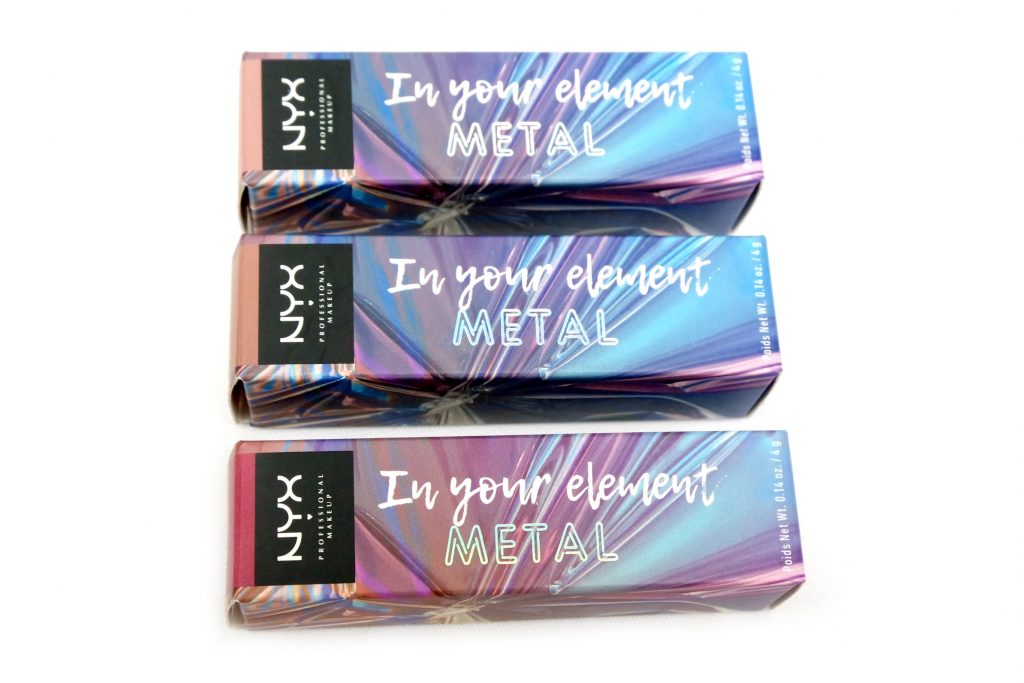 NYX
PROFESSIONAL
MAKEUP
In your element
METAL
Poids Net Wt. 0.14 oz. / 4 g
NYX
PROFESSIONAL
MAKEUP
In your element
METAL
Poids Net Wt. 0.14 oz. / 4 g
NYX
PROFESSIONAL
MAKEUP
In your element
METAL
Poids Net Wt. 0.14 oz. / 4 g